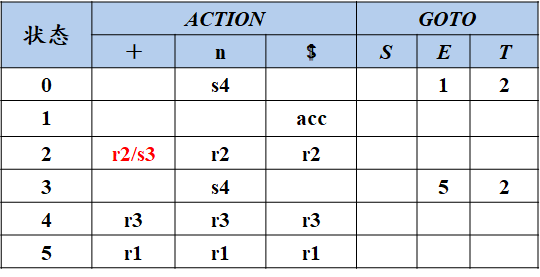 状态 ACTION GOTO
+ n $ S E T
0 s4 1 2
1 acc
2 r2/s3 r2 r2
3 s4 5 2
4 r3 r3 r3
5 r1 r1 r1